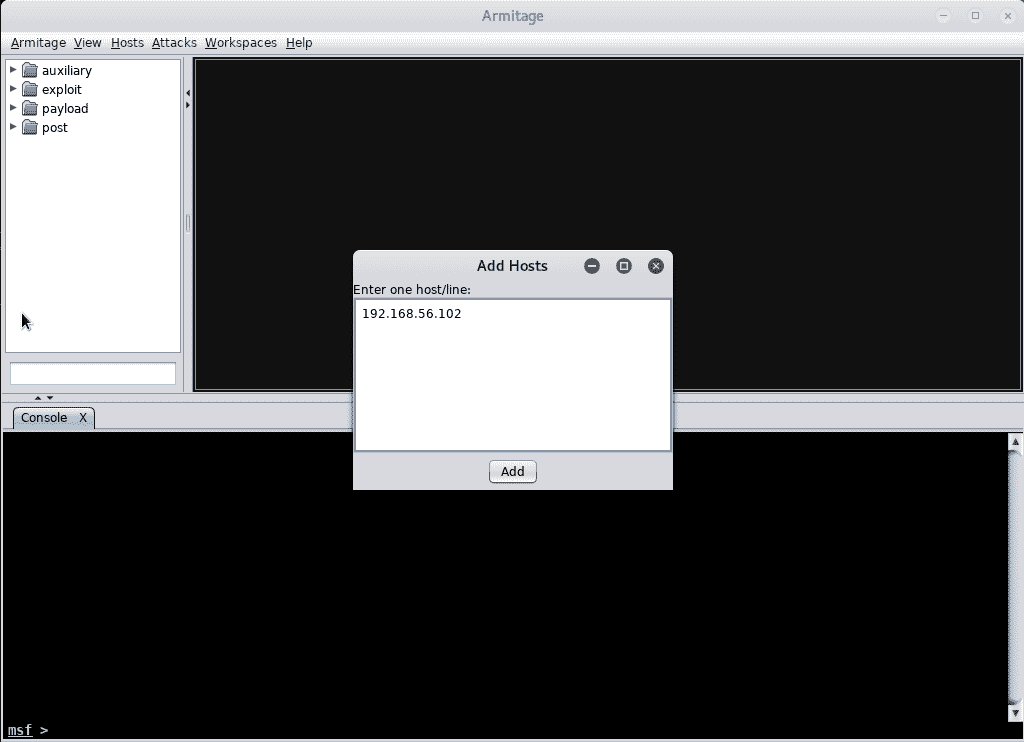 Armitage
Armitage View Hosts Attacks Workspaces Help
auxiliary
exploit
payload
post
Add Hosts
Enter one host/line:
192.168.56.102
Add
Console X
msf >